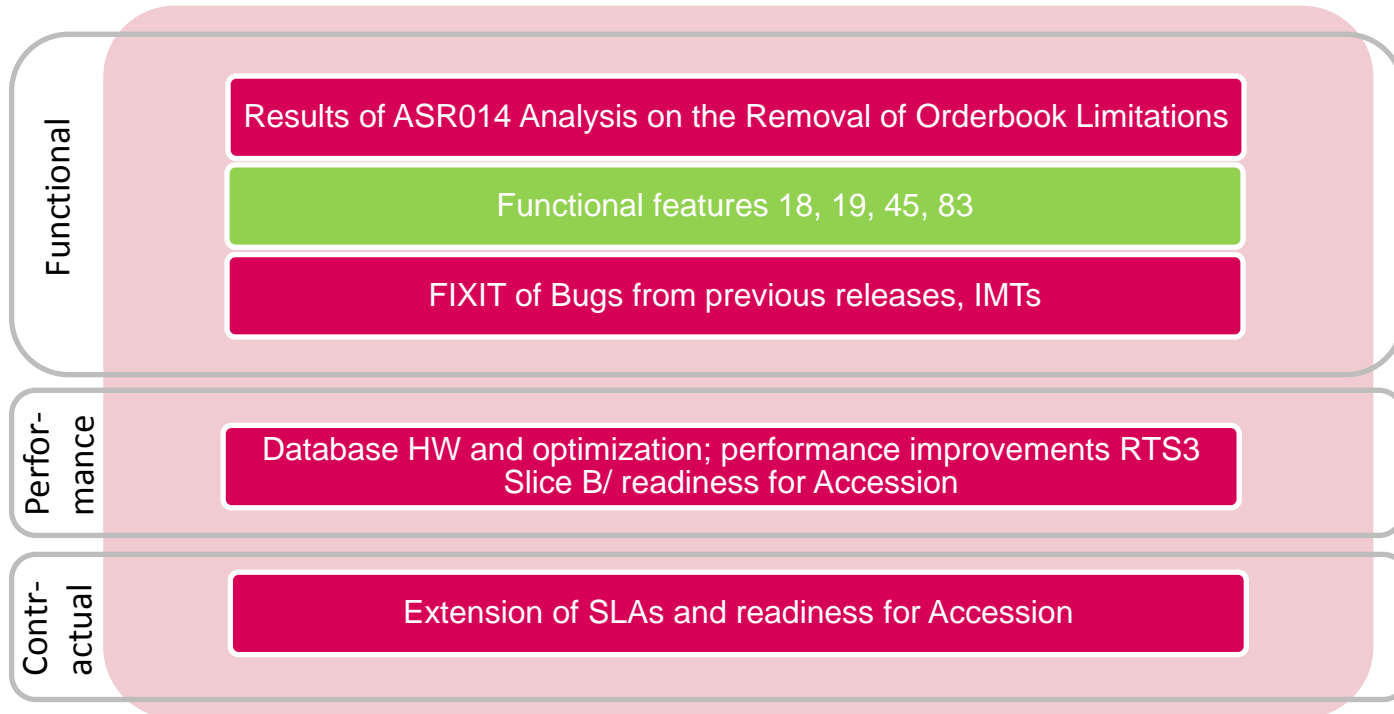 Functional
Results of ASR014 Analysis on the Removal of Orderbook Limitations
Functional features 18, 19, 45, 83
FIXIT of Bugs from previous releases, IMTs
Perfor-
mance
Database HW and optimization; performance improvements RTS3
Slice B/ readiness for Accession
Contr-
actual
Extension of SLAs and readiness for Accession